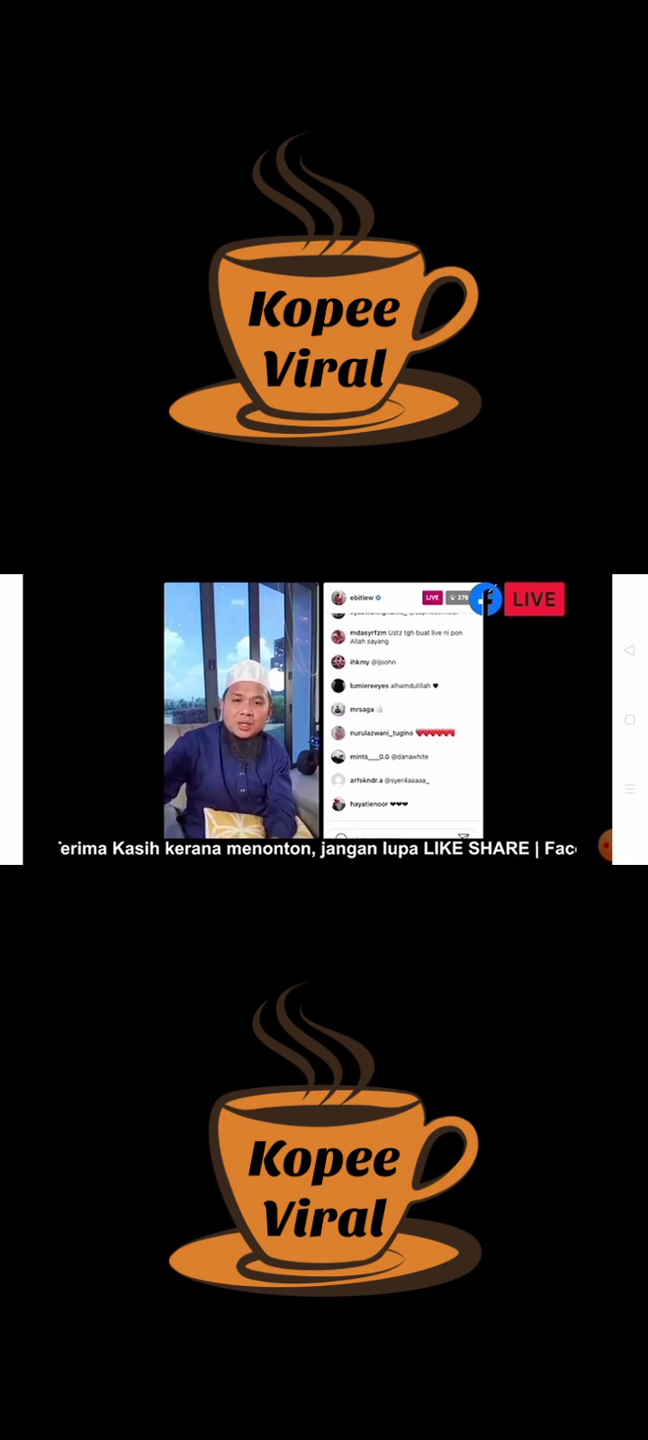 Kopee
Viral
ebitlew
LIVE
276
LIVE
mdasyrfzm Ustz tgh buat live ni pon
Allah sayang
ihkmy @ijoohn
lumiereeyes alhamdulillah
mrsaga
nurulazwani_tugino
mints___0.0 @danawhite
arfskndr.a @syer4aaaaa_
hayatienoor
erima Kasih kerana menonton, jangan lupa LIKE SHARE | Fac
Kopee
Viral